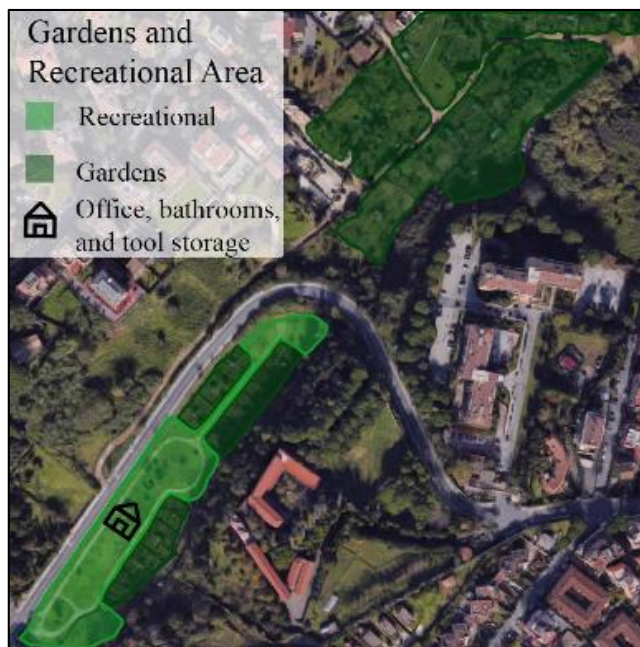 Gardens and
Recreational Area
Recreational
Gardens
Office, bathrooms,
and tool storage